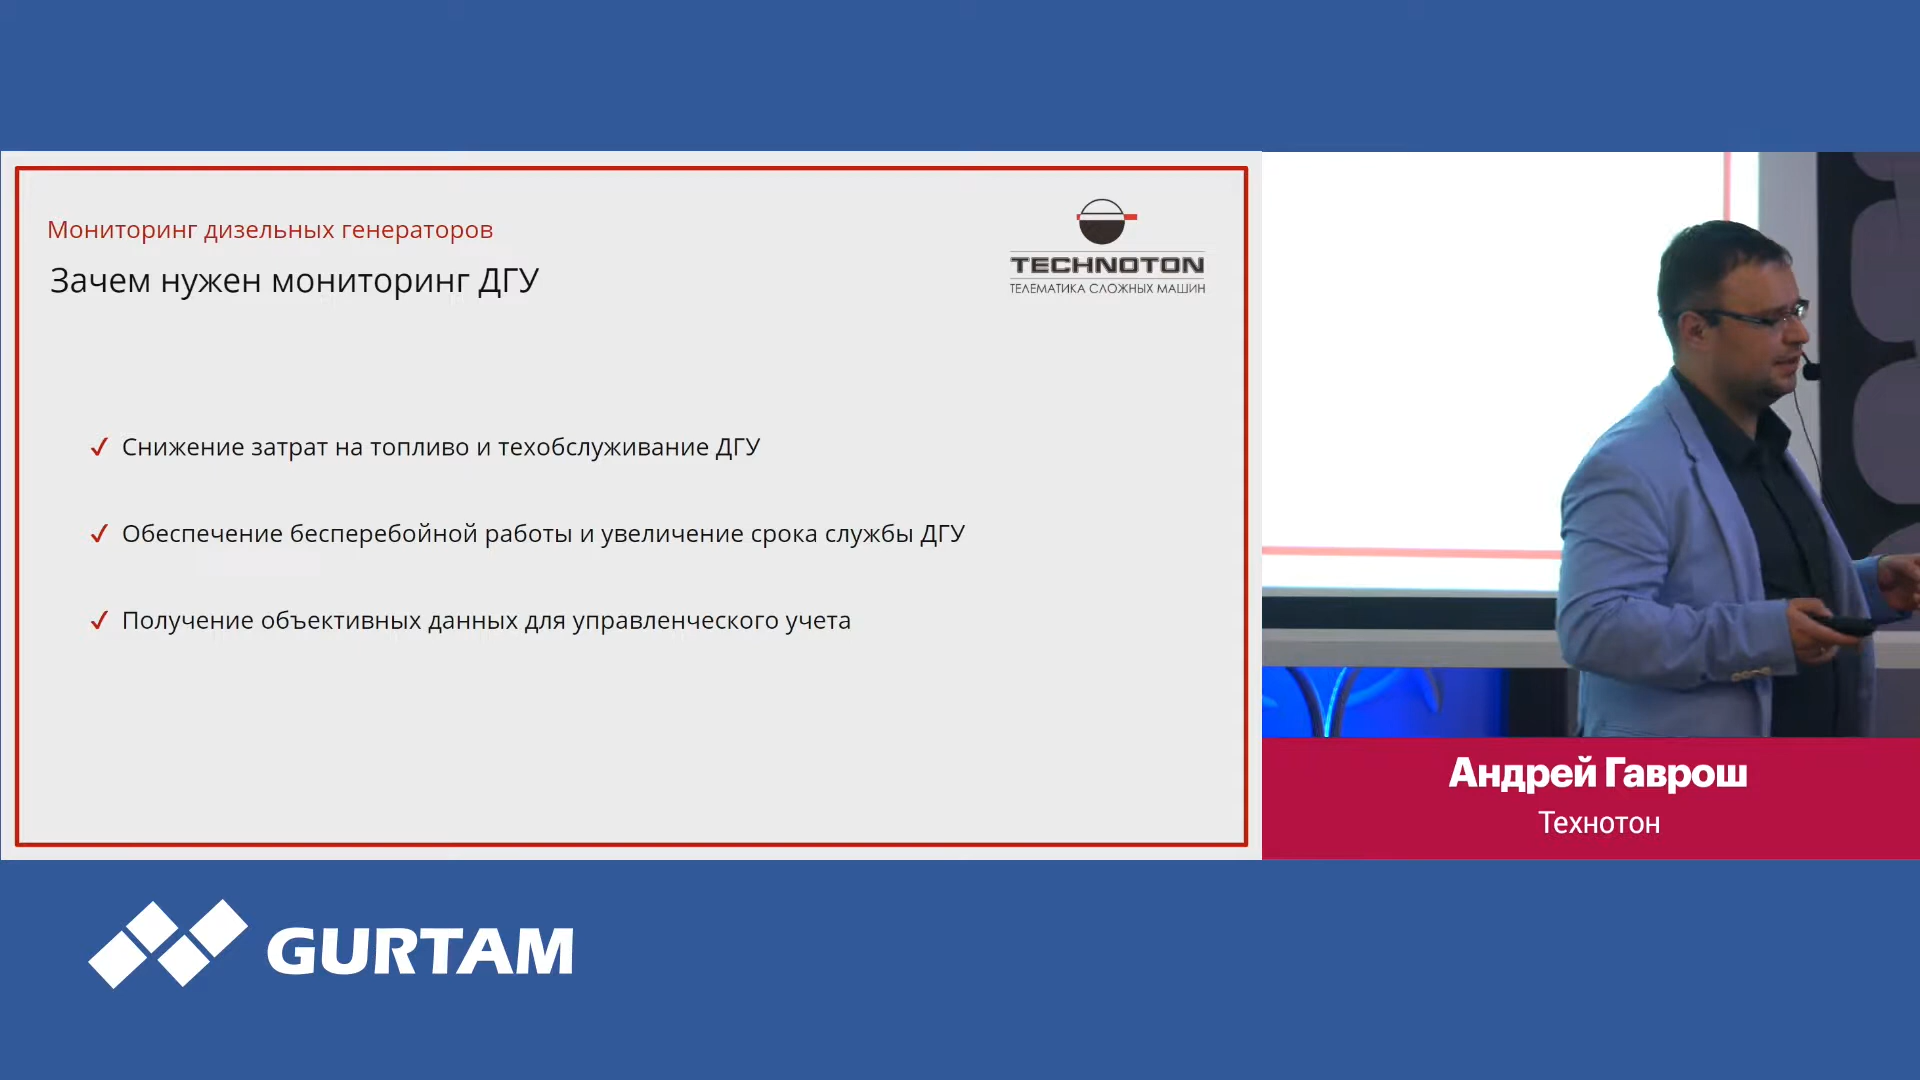 Мониторинг дизельных генераторов
Зачем нужен мониторинг ДГУ
TECHNOTON
ТЕЛЕМАТИКА СЛОЖНЫХ МАШИН
Снижение затрат на топливо и техобслуживание ДГУ
Обеспечение бесперебойной работы и увеличение срока службы ДГУ
Получение объективных данных для управленческого учета
Андрей Гаврош
Технотон
GURTAM